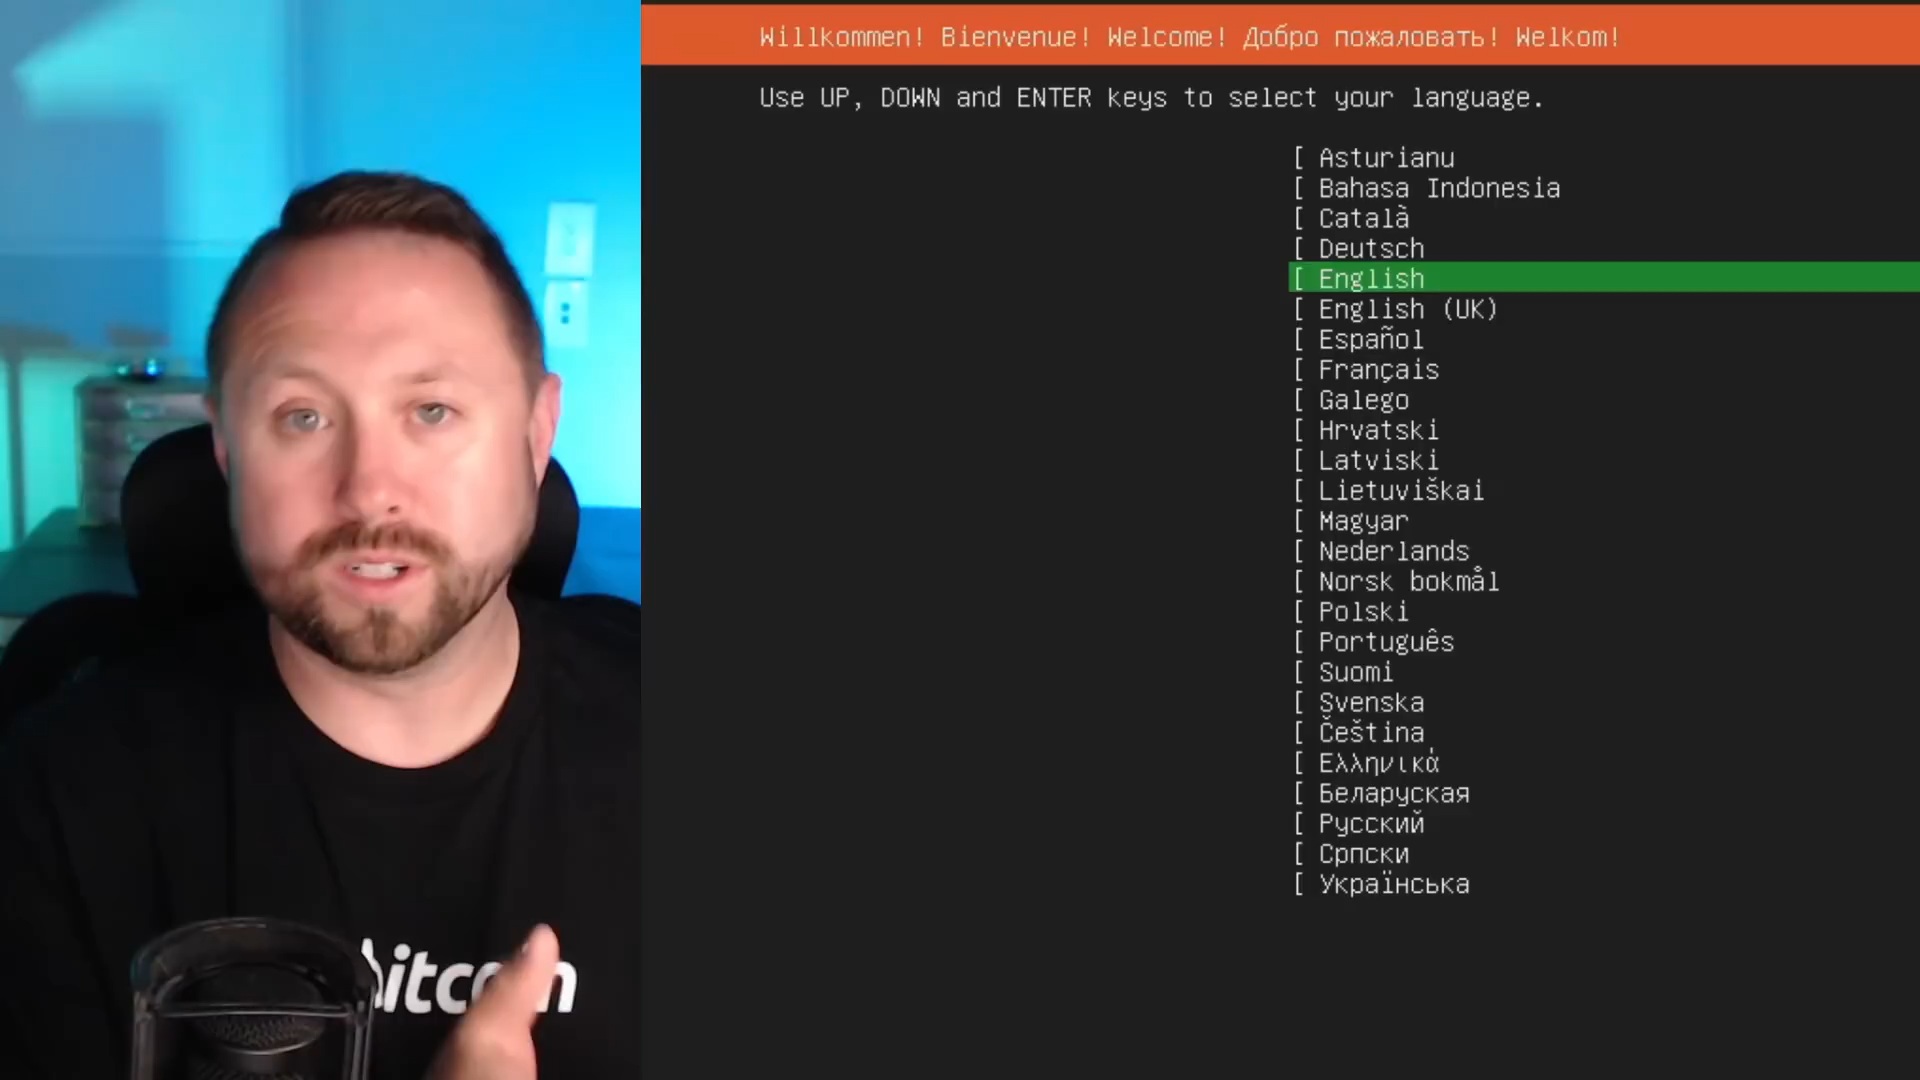 Willkommen! Bienvenue! Welcome! Добро пожаловать! Welkom!
Use UP, DOWN and ENTER keys to select your language.
[ Asturianu
[ Bahasa Indonesia
[ Català
[ Deutsch
[ English
[ English (UK)
[ Español
[ Français
[ Galego
[ Hrvatski
[ Latviski
[ Lietuviškai
[ Magyar
[ Nederlands
[ Norsk bokmål
[ Polski
[ Português
[ Suomi
[ Svenska
[ Čeština
[ Ελληνικά
[ Беларуская
[ Русский
[ Српски
[ Українська